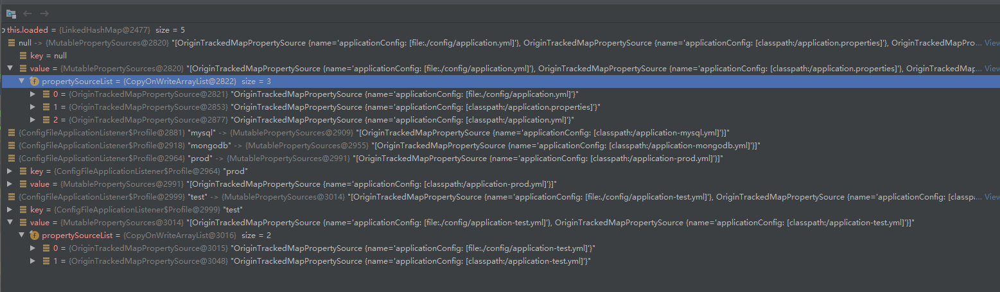 this.loaded = {LinkedHashMap@2477} size = 5
null -> {MutablePropertySources@2820} "[OriginTrackedMapPropertySource {name='applicationConfig: [file:./config/application.yml]'}, OriginTrackedMapPropertySource {name='applicationConfig: [classpath:/application.properties]'}, OriginTrackedMapPro... View
key = null
value = {MutablePropertySources@2820} "[OriginTrackedMapPropertySource {name='applicationConfig: [file:./config/application.yml]'}, OriginTrackedMapPropertySource {name='applicationConfig: [classpath:/application.properties]'}, OriginTrackedMap... View
f propertySourceList = {CopyOnWriteArrayList@2822} size = 3
0 = {OriginTrackedMapPropertySource@2821} "OriginTrackedMapPropertySource {name='applicationConfig: [file:./config/application.yml]'}"
1 = {OriginTrackedMapPropertySource@2853} "OriginTrackedMapPropertySource {name='applicationConfig: [classpath:/application.properties]'}"
2 = {OriginTrackedMapPropertySource@2877} "OriginTrackedMapPropertySource {name='applicationConfig: [classpath:/application.yml]'}"
{ConfigFileApplicationListener$Profile@2881} "mysql" -> {MutablePropertySources@2909} "[OriginTrackedMapPropertySource {name='applicationConfig: [classpath:/application-mysql.yml]'}]"
{ConfigFileApplicationListener$Profile@2918} "mongodb" -> {MutablePropertySources@2955} "[OriginTrackedMapPropertySource {name='applicationConfig: [classpath:/application-mongodb.yml]'}]"
{ConfigFileApplicationListener$Profile@2964} "prod" -> {MutablePropertySources@2991} "[OriginTrackedMapPropertySource {name='applicationConfig: [classpath:/application-prod.yml]'}]"
key = {ConfigFileApplicationListener$Profile@2964} "prod"
value = {MutablePropertySources@2991} "[OriginTrackedMapPropertySource {name='applicationConfig: [classpath:/application-prod.yml]'}]"
{ConfigFileApplicationListener$Profile@2999} "test" -> {MutablePropertySources@3014} "[OriginTrackedMapPropertySource {name='applicationConfig: [file:./config/application-test.yml]'}, OriginTrackedMapPropertySource {name='applicationConfig: [classp... View
key = {ConfigFileApplicationListener$Profile@2999} "test"
value = {MutablePropertySources@3014} "[OriginTrackedMapPropertySource {name='applicationConfig: [file:./config/application-test.yml]'}, OriginTrackedMapPropertySource {name='applicationConfig: [classpath:/application-test.yml]'}]"
f propertySourceList = {CopyOnWriteArrayList@3016} size = 2
0 = {OriginTrackedMapPropertySource@3015} "OriginTrackedMapPropertySource {name='applicationConfig: [file:./config/application-test.yml]'}"
1 = {OriginTrackedMapPropertySource@3048} "OriginTrackedMapPropertySource {name='applicationConfig: [classpath:/application-test.yml]'}"